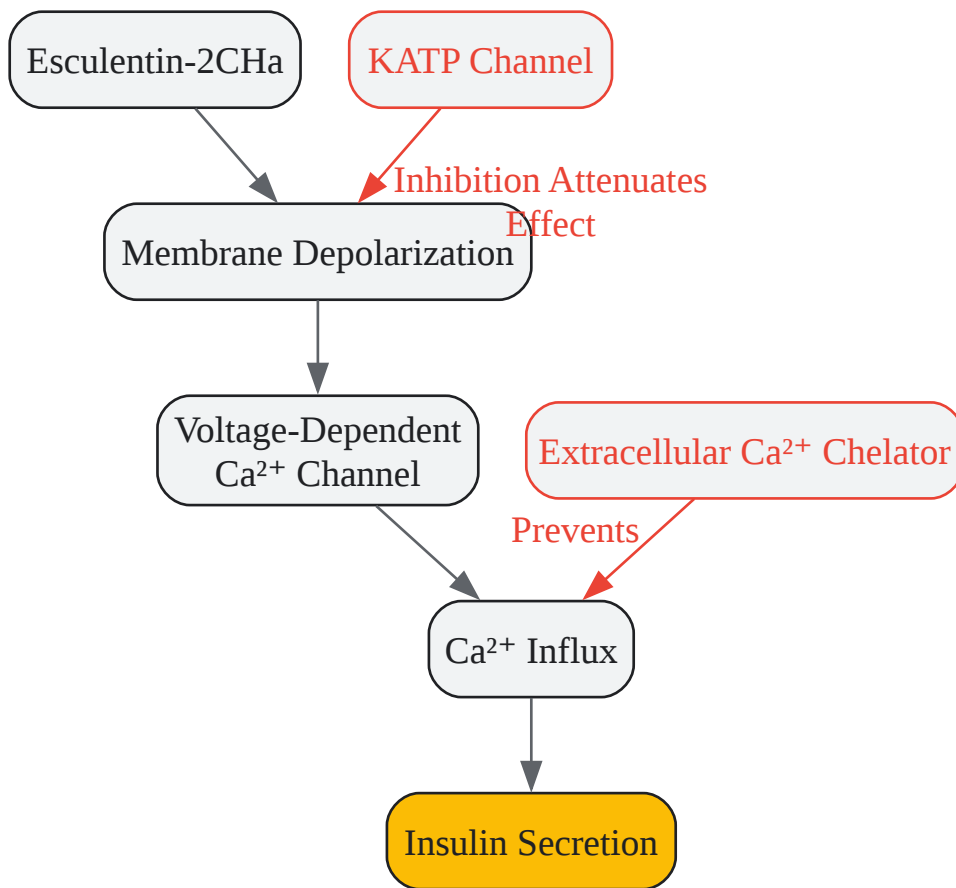 Esculentin-2CHa
KATP Channel
Inhibition Attenuates
Effect
Membrane Depolarization
Voltage-Dependent
Ca²⁺ Channel
Extracellular Ca²⁺ Chelator
Prevents
Ca²⁺ Influx
Insulin Secretion